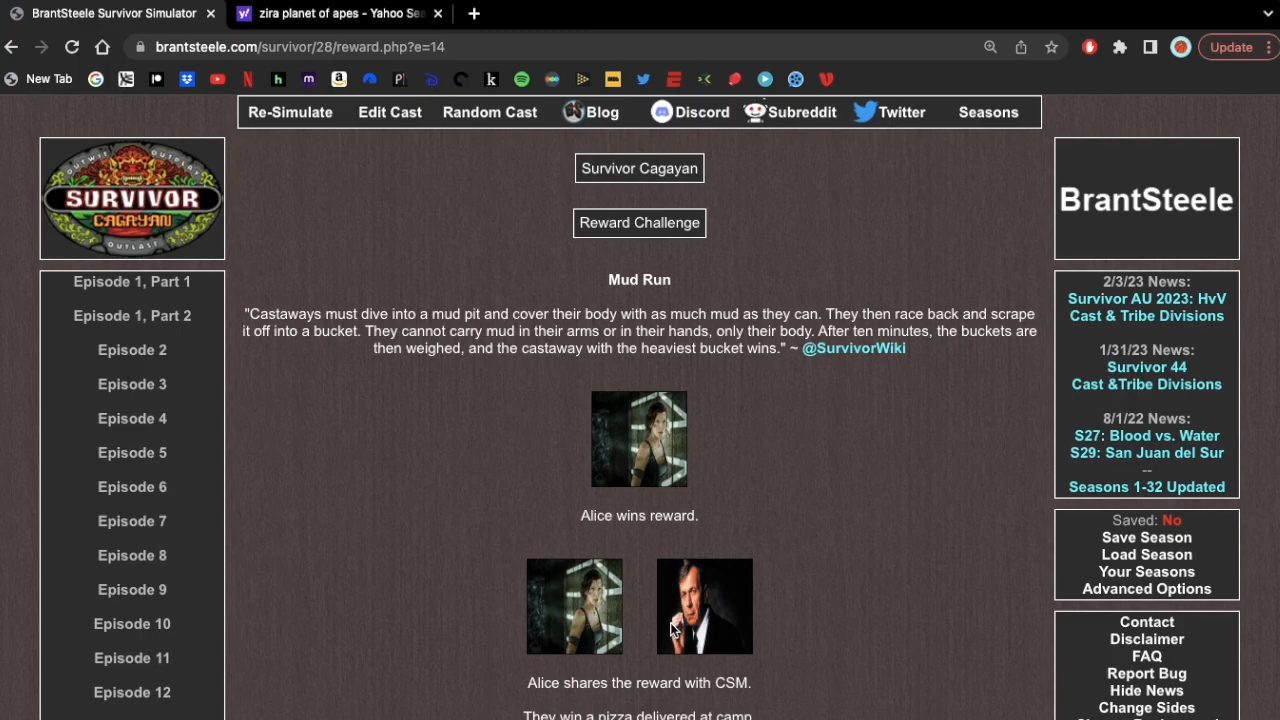 BrantSteele Survivor Simulator
zira planet of apes - Yahoo Sea
brantsteele.com/survivor/28/reward.php?e=14
Update
New Tab
Re-Simulate Edit Cast Random Cast Blog Discord Subreddit Twitter Seasons
OUTWIT OUTPLAY
SURVIVOR
CAGAYAN
OUTLAST
Episode 1, Part 1
Episode 1, Part 2
Episode 2
Episode 3
Episode 4
Episode 5
Episode 6
Episode 7
Episode 8
Episode 9
Episode 10
Episode 11
Episode 12
Survivor Cagayan
Reward Challenge
Mud Run
"Castaways must dive into a mud pit and cover their body with as much mud as they can. They then race back and scrape
it off into a bucket. They cannot carry mud in their arms or in their hands, only their body. After ten minutes, the buckets are
then weighed, and the castaway with the heaviest bucket wins." ~ @SurvivorWiki
Alice wins reward.
Alice shares the reward with CSM.
They win a pizza delivered at camp.
BrantSteele
2/3/23 News:
Survivor AU 2023: HvV
Cast & Tribe Divisions
1/31/23 News:
Survivor 44
Cast &Tribe Divisions
8/1/22 News:
S27: Blood vs. Water
S29: San Juan del Sur
--
Seasons 1-32 Updated
Saved: No
Save Season
Load Season
Your Seasons
Advanced Options
Contact
Disclaimer
FAQ
Report Bug
Hide News
Change Sides